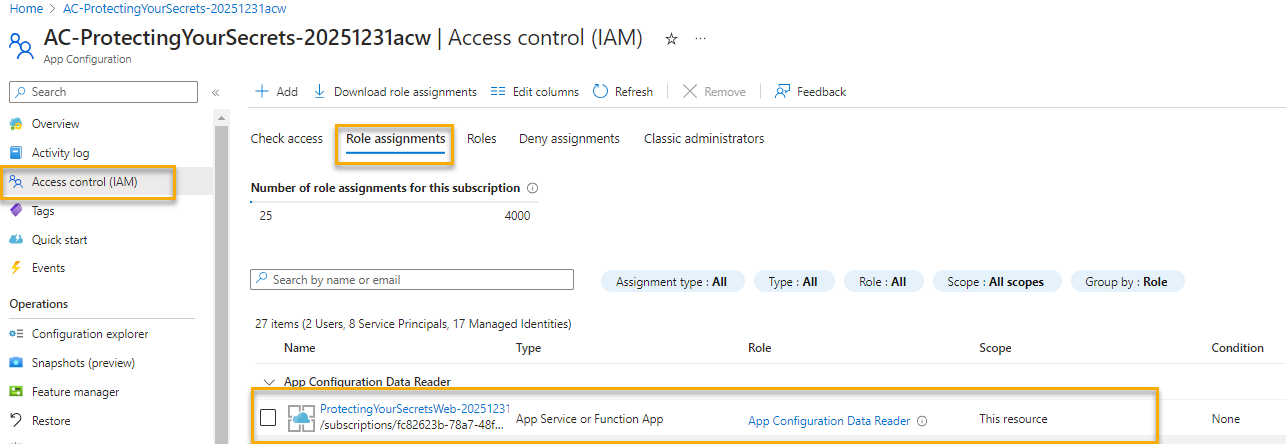 Home > AC-ProtectingYourSecrets-20251231acw
AC-ProtectingYourSecrets-20251231acw | Access control (IAM) ☆ ...
App Configuration
Search «
Add Download role assignments Edit columns Refresh Remove Feedback
Overview
Activity log
Access control (IAM)
Tags
Quick start
Events
Operations
Configuration explorer
Snapshots (preview)
Feature manager
Restore
Check access Role assignments Roles Deny assignments Classic administrators
Number of role assignments for this subscription
25 4000
Search by name or email Assignment type : All Type : All Role : All Scope : All scopes Group by : Role
27 items (2 Users, 8 Service Principals, 17 Managed Identities)
Name Type Role Scope Condition
App Configuration Data Reader
ProtectingYourSecretsWeb-20251231
/subscriptions/fc82623b-78a7-48f... App Service or Function App App Configuration Data Reader This resource None